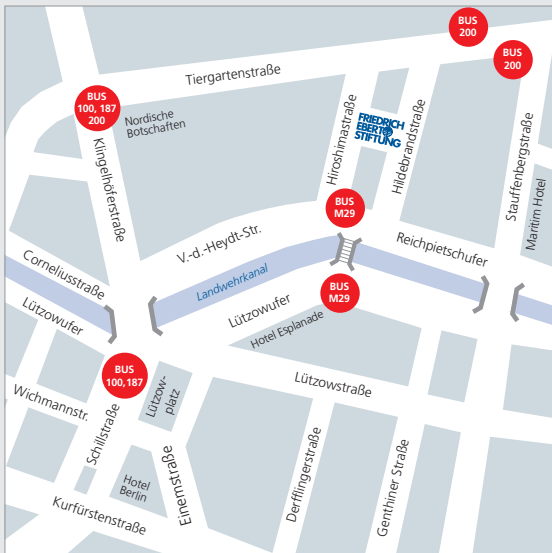 BUS
200
BUS
200
Tiergartenstraße
BUS
100, 187
200
Nordische
Botschaften
FRIEDRICH
EBERT
STIFTUNG
Hiroshimastraße
Hildebrandstraße
Stauffenbergstraße
Maritim Hotel
Klingelhöferstraße
BUS
M29
V.-d.-Heydt-Str.
Reichpietschufer
Corneliusstraße
Landwehrkanal
BUS
M29
Lützowufer
Lützowufer
Hotel Esplanade
BUS
100,187
Lützow-
platz
Lützowstraße
Wichmannstr.
Schillstraße
Einemstraße
Derfflingerstraße
Genthiner Straße
Hotel
Berlin
Kurfürstenstraße